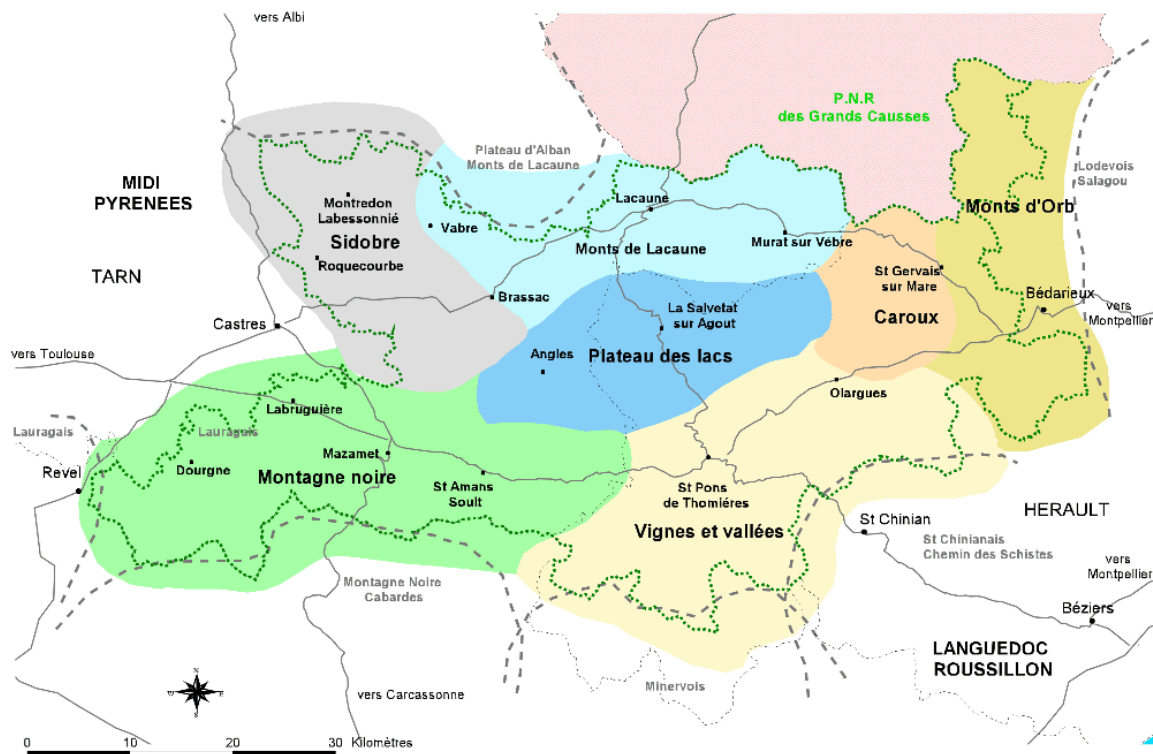 vers Albi
P.N.R
des Grands Causses
Plateau d'Alban
Monts de Lacaune
Lodevois
Salagou
MIDI
PYRENEES
Montredon
Labessonnié
Lacaune
Monts d'Orb
Sidobre
Vabre
Monts de Lacaune
Murat sur Vèbre
Roquecourbe
TARN
St Gervais
sur Mare
Brassac
La Salvetat
sur Agout
Bédarieux
vers
Montpellier
Castres
Caroux
vers Toulouse
Angles
Plateau des lacs
Olargues
Labruguière
Lauragais
Lauragais
Mazamet
Revel
Dourgne
Montagne noire
St Amans
Soult
St Pons
de Thomières
HERAULT
St Chinian
Vignes et vallées
St Chinianais
Chemin des Schistes
vers
Montpellier
Montagne Noire
Cabardes
Béziers
LANGUEDOC
ROUSSILLON
Minervois
vers Carcassonne
N
W
E
S
0 10 20 30 Kilomètres